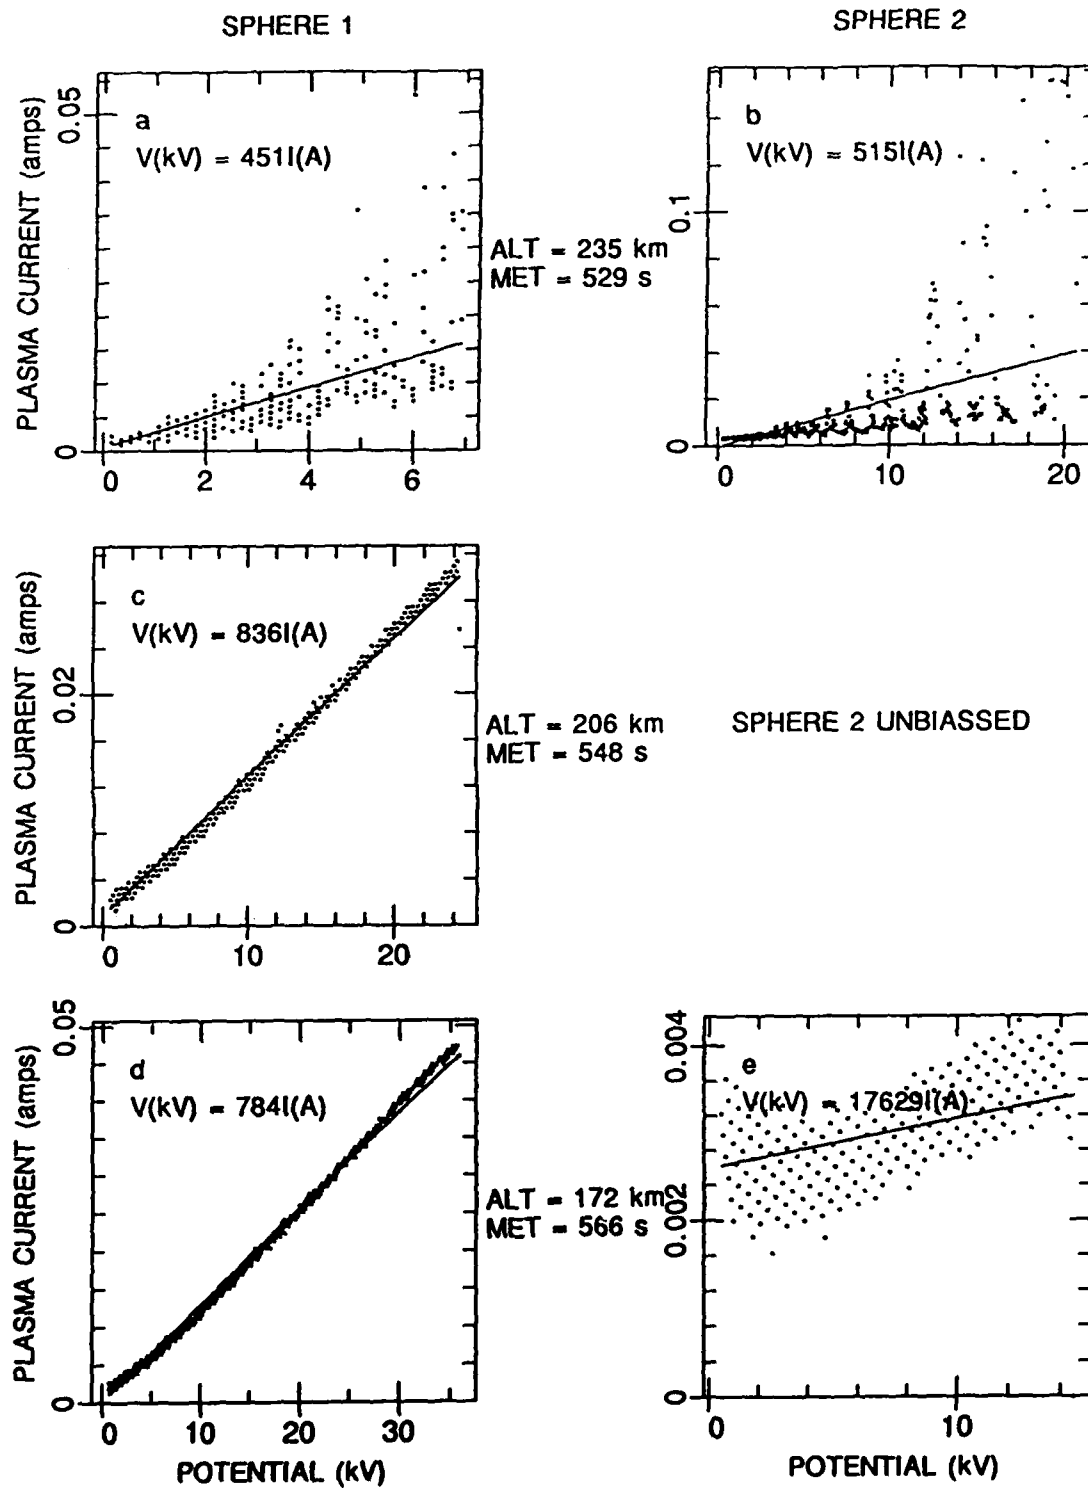 SPHERE 1
SPHERE 2
PLASMA CURRENT (amps)
0.05
0
a
V(kV) = 451I(A)
0 2 4 6
ALT = 235 km
MET = 529 s
0.1
0
b
V(kV) = 515I(A)
0 10 20
PLASMA CURRENT (amps)
0.02
0
c
V(kV) = 836I(A)
0 10 20
ALT = 206 km
MET = 548 s
SPHERE 2 UNBIASSED
PLASMA CURRENT (amps)
0.05
0
d
V(kV) = 784I(A)
0 10 20 30
POTENTIAL (kV)
ALT = 172 km
MET = 566 s
0.004
0.002
0
e
V(kV) = 17629I(A)
0 10
POTENTIAL (kV)